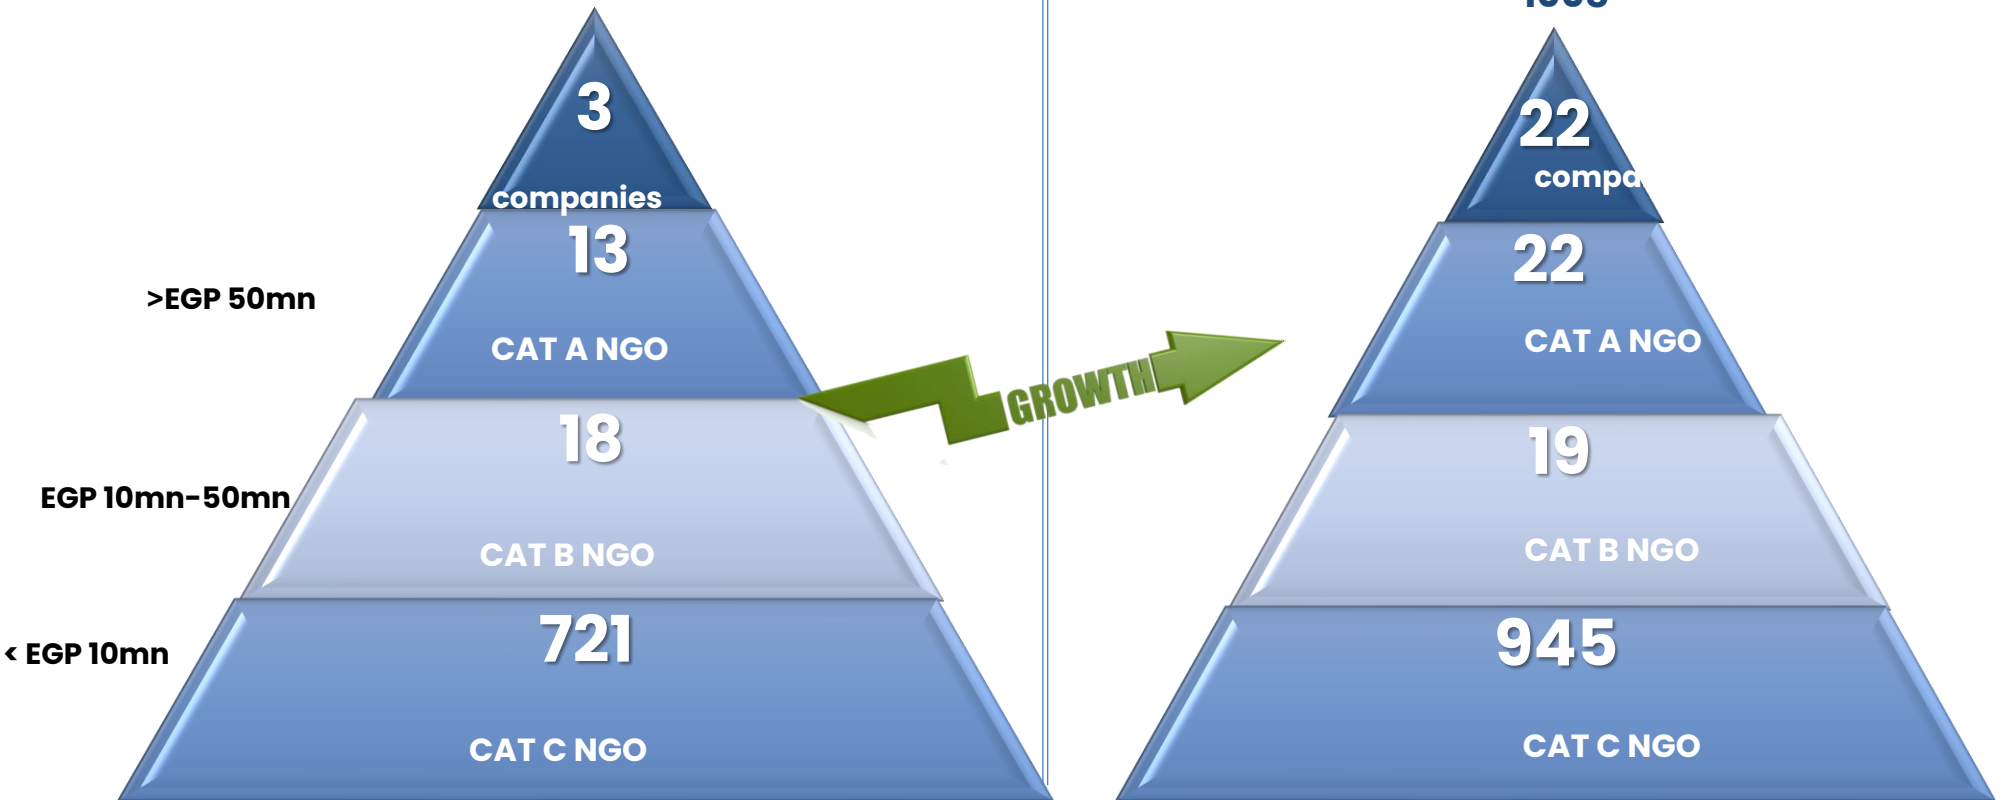 3
companies
13
>EGP 50mn
CAT A NGO
18
EGP 10mn-50mn
CAT B NGO
721
< EGP 10mn
CAT C NGO
GROWTH
22
compa
22
CAT A NGO
19
CAT B NGO
945
CAT C NGO